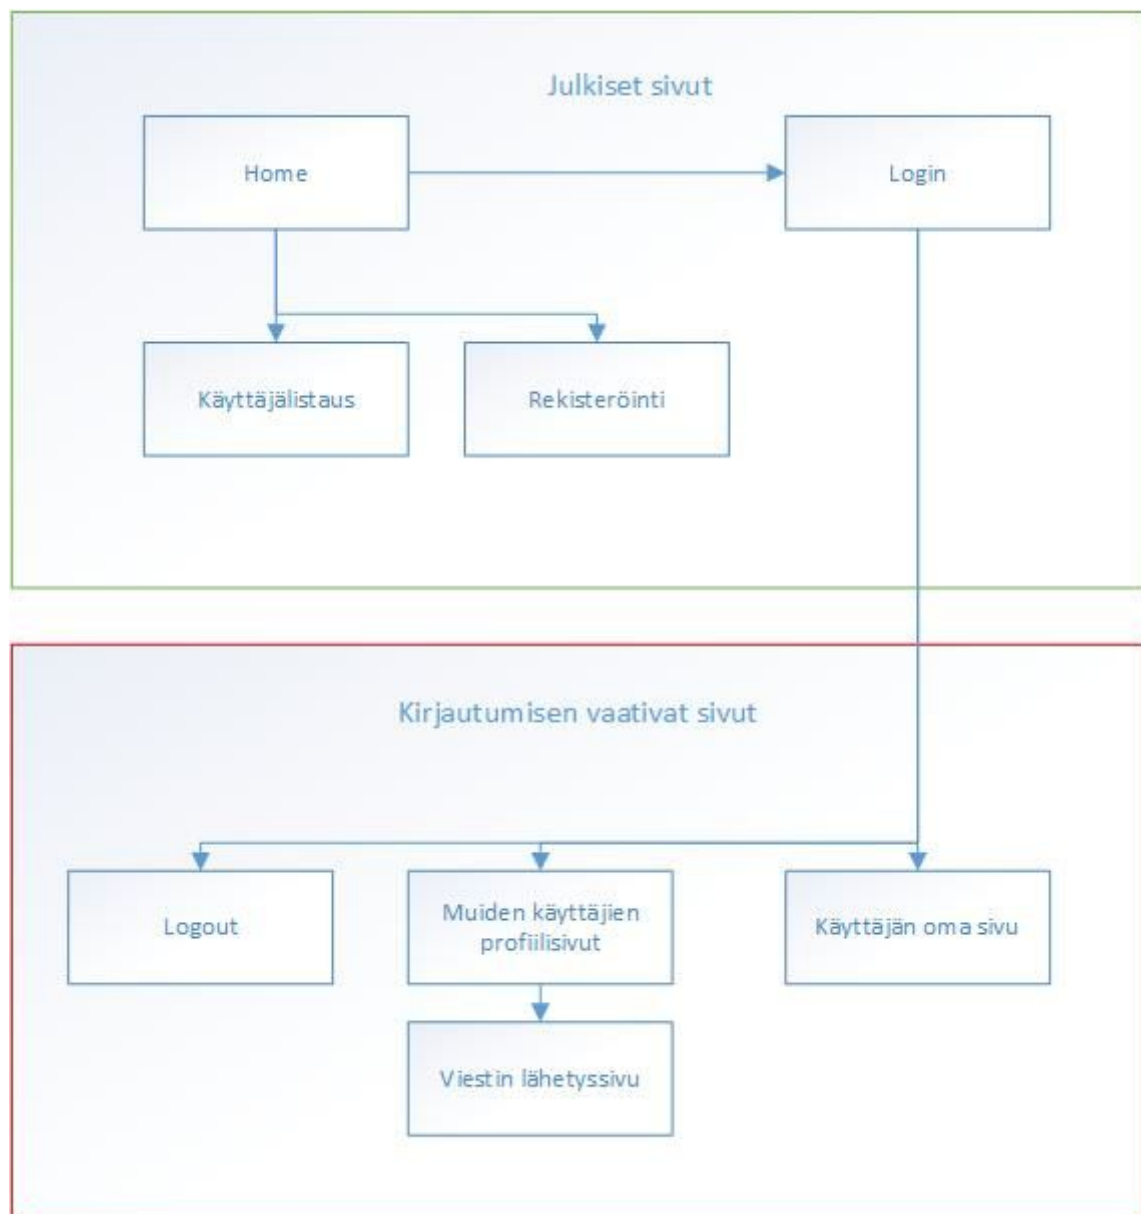 Julkiset sivut
Home
Login
Käyttäjälistaus
Rekisteröinti
Kirjautumisen vaativat sivut
Logout
Muiden käyttäjien
profiilisivut
Käyttäjän oma sivu
Viestin lähetyssivu